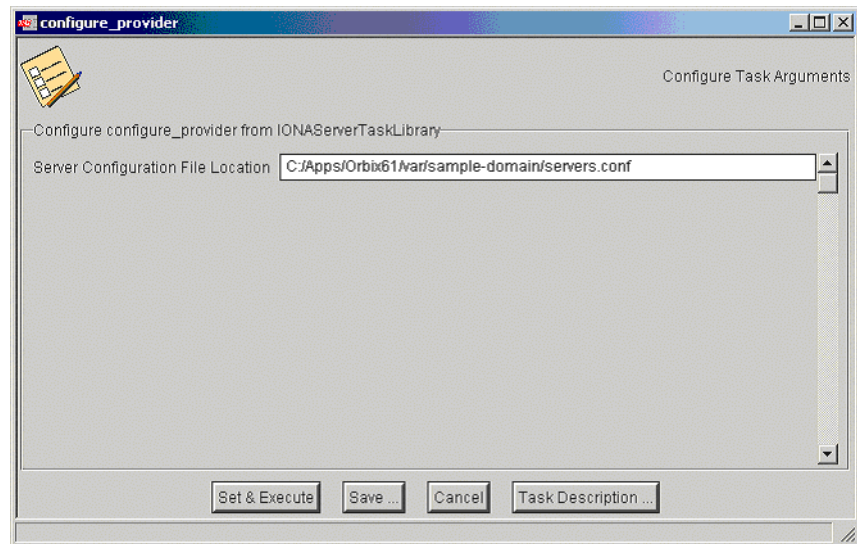 configure_provider
Configure Task Arguments
Configure configure_provider from IONAServerTaskLibrary
Server Configuration File Location C:/Apps/Orbix61/var/sample-domain/servers.conf
Set & Execute Save ... Cancel Task Description ...